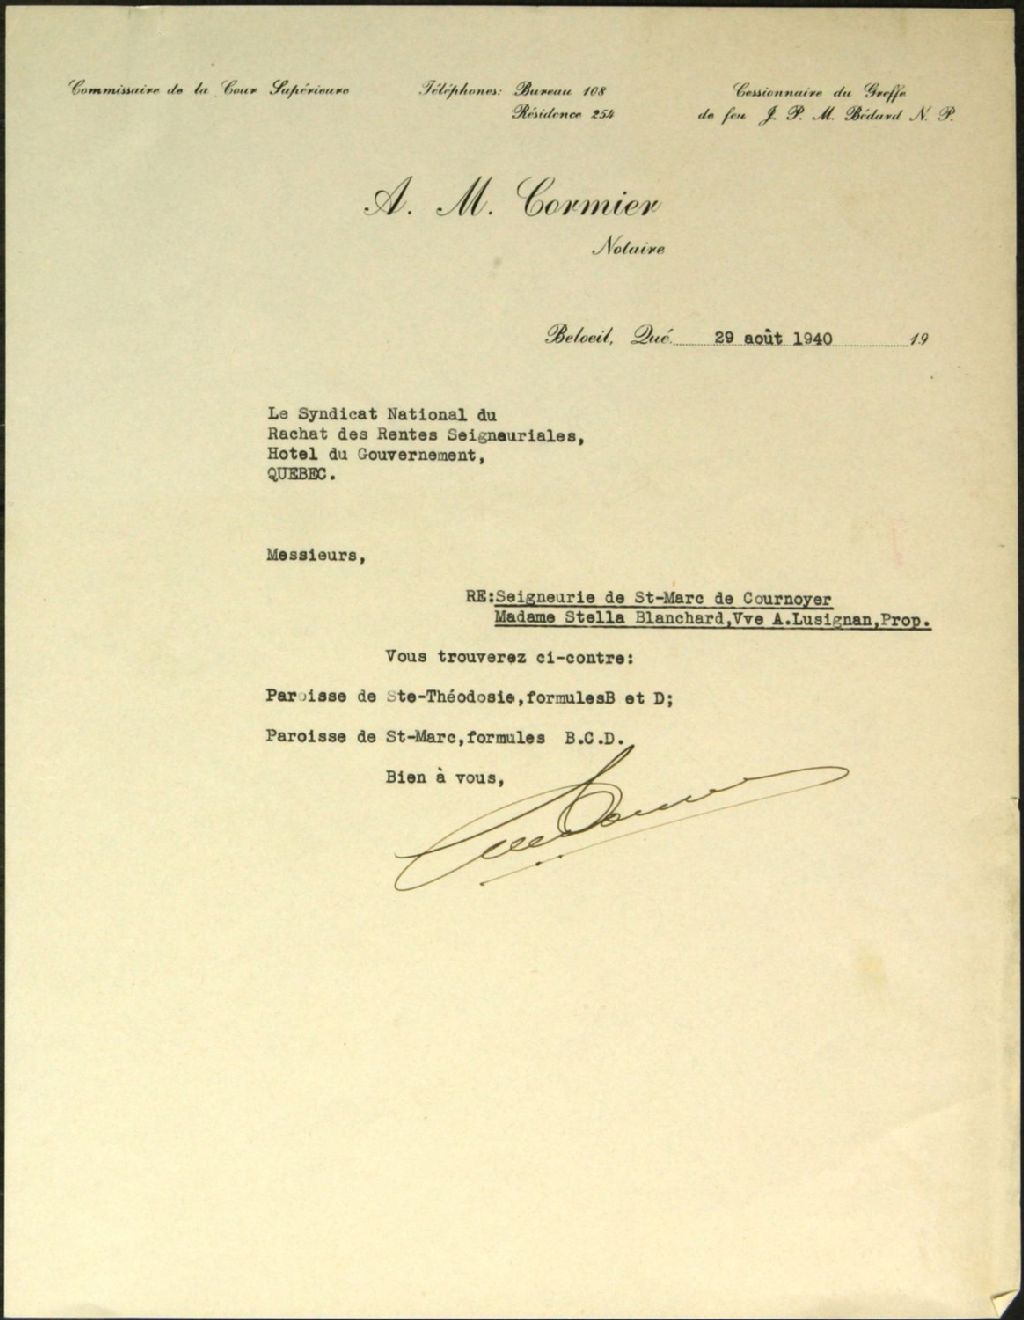 Commissaire de la Cour Supérieure
Téléphones: Bureau 108
Résidence 254
Cessionnaire du Greffe
de feu J. P. M. Bédard N. P.
A. M. Cormier
Notaire
Beloeil, Qué. 29 août 1940 19
Le Syndicat National du
Rachat des Rentes Seigneuriales,
Hotel du Gouvernement,
QUEBEC.
Messieurs,
RE:Seigneurie de St-Marc de Cournoyer
Madame Stella Blanchard,Vve A.Lusignan,Prop.
Vous trouverez ci-contre:
Paroisse de Ste-Théodosie,formulesB et D;
Paroisse de St-Marc,formules B.C.D.
Bien à vous,